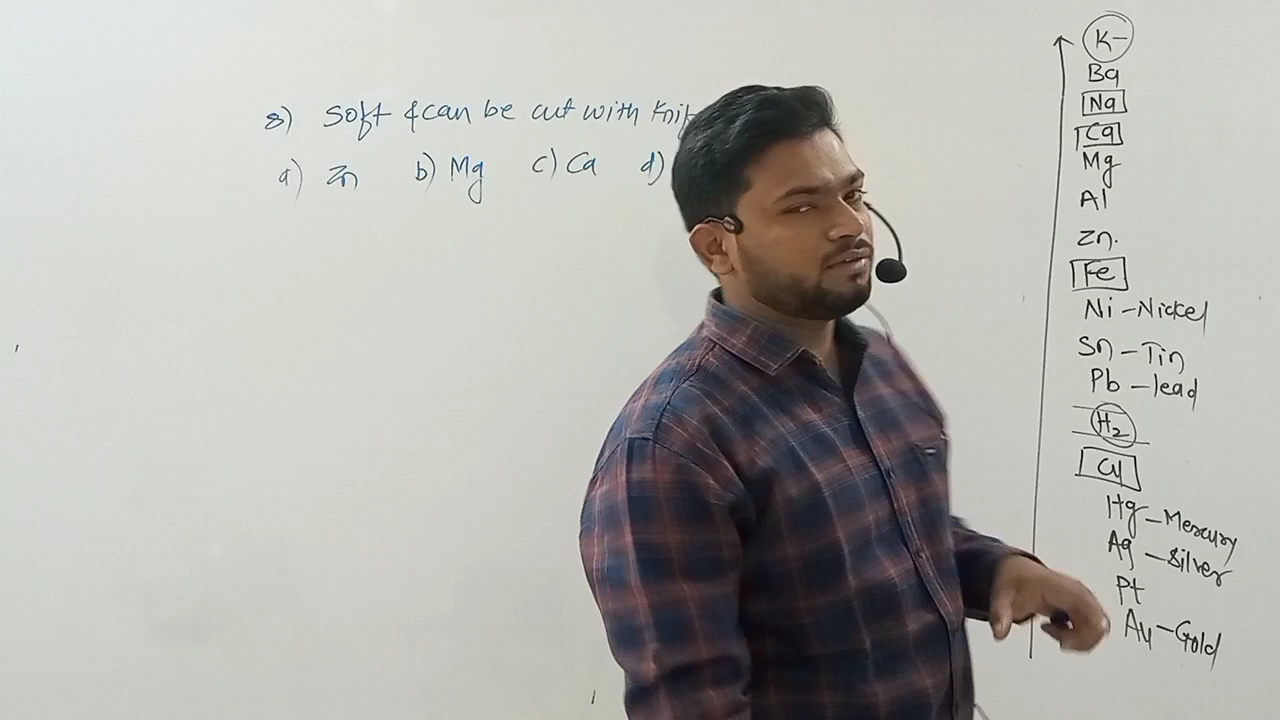 8) Soft & can be cut with Knif
a) Zn b) Mg c) Ca d)
K
Ba
Na
Ca
Mg
Al
Zn.
Fe
Ni - Nickel
Sn - Tin
Pb - lead
H2
Cu
Hg - Mercury
Ag - Silver
Pt
Au - Gold